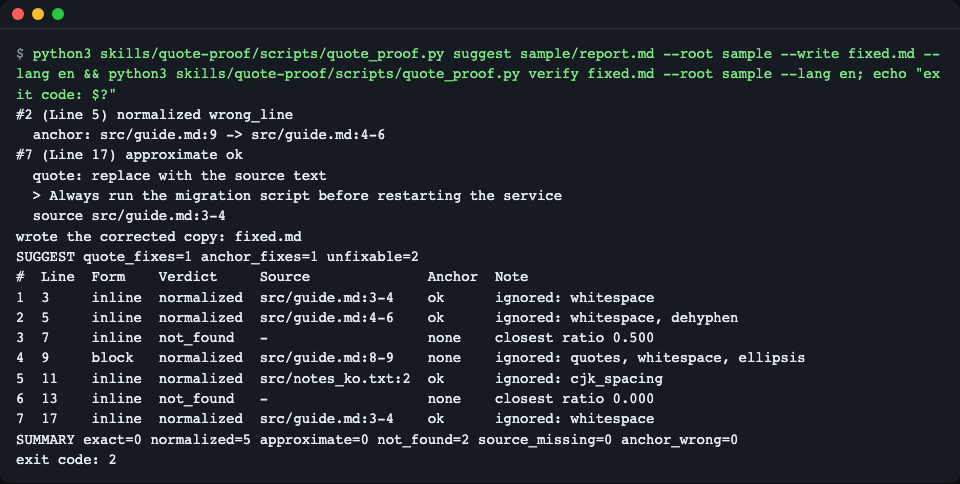 $ python3 skills/quote-proof/scripts/quote_proof.py suggest sample/report.md --root sample --write fixed.md --
lang en && python3 skills/quote-proof/scripts/quote_proof.py verify fixed.md --root sample --lang en; echo "ex
it code: $?"
#2 (Line 5) normalized wrong_line
  anchor: src/guide.md:9 -> src/guide.md:4-6
#7 (Line 17) approximate ok
  quote: replace with the source text
  > Always run the migration script before restarting the service
  source src/guide.md:3-4
wrote the corrected copy: fixed.md
SUGGEST quote_fixes=1 anchor_fixes=1 unfixable=2
#  Line  Form    Verdict     Source              Anchor  Note
1  3     inline  normalized  src/guide.md:3-4    ok      ignored: whitespace
2  5     inline  normalized  src/guide.md:4-6    ok      ignored: whitespace, dehyphen
3  7     inline  not_found   -                   none    closest ratio 0.500
4  9     block   normalized  src/guide.md:8-9    none    ignored: quotes, whitespace, ellipsis
5  11    inline  normalized  src/notes_ko.txt:2  ok      ignored: cjk_spacing
6  13    inline  not_found   -                   none    closest ratio 0.000
7  17    inline  normalized  src/guide.md:3-4    ok      ignored: whitespace
SUMMARY exact=0 normalized=5 approximate=0 not_found=2 source_missing=0 anchor_wrong=0
exit code: 2